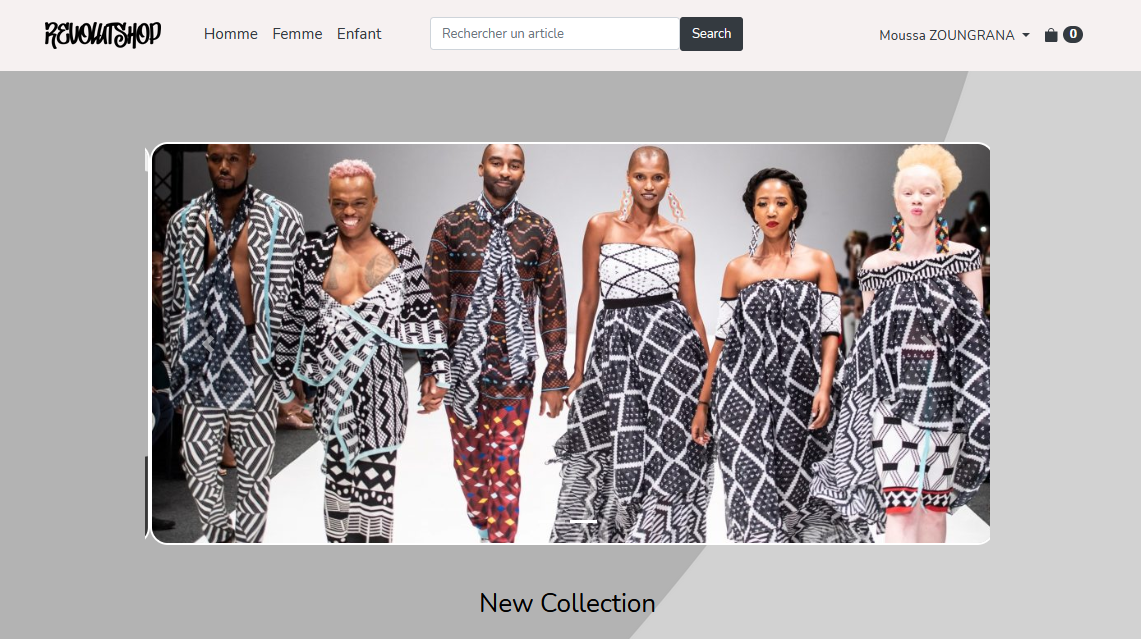 REVOLUTSHOP
Homme Femme Enfant
Rechercher un article
Search
Moussa ZOUNGRANA
0
New Collection